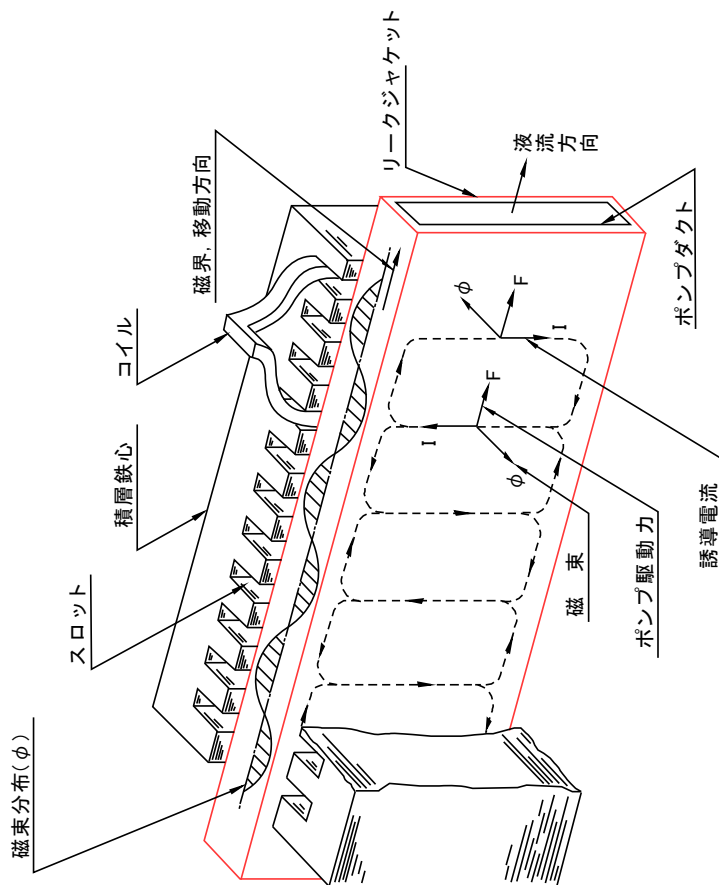 磁束分布(φ)
スロット
積層鉄心
コイル
磁界,移動方向
リークジャケット
液流方向
ポンプダクト
φ
F
I
F
I
φ
磁束
ポンプ駆動力
誘導電流